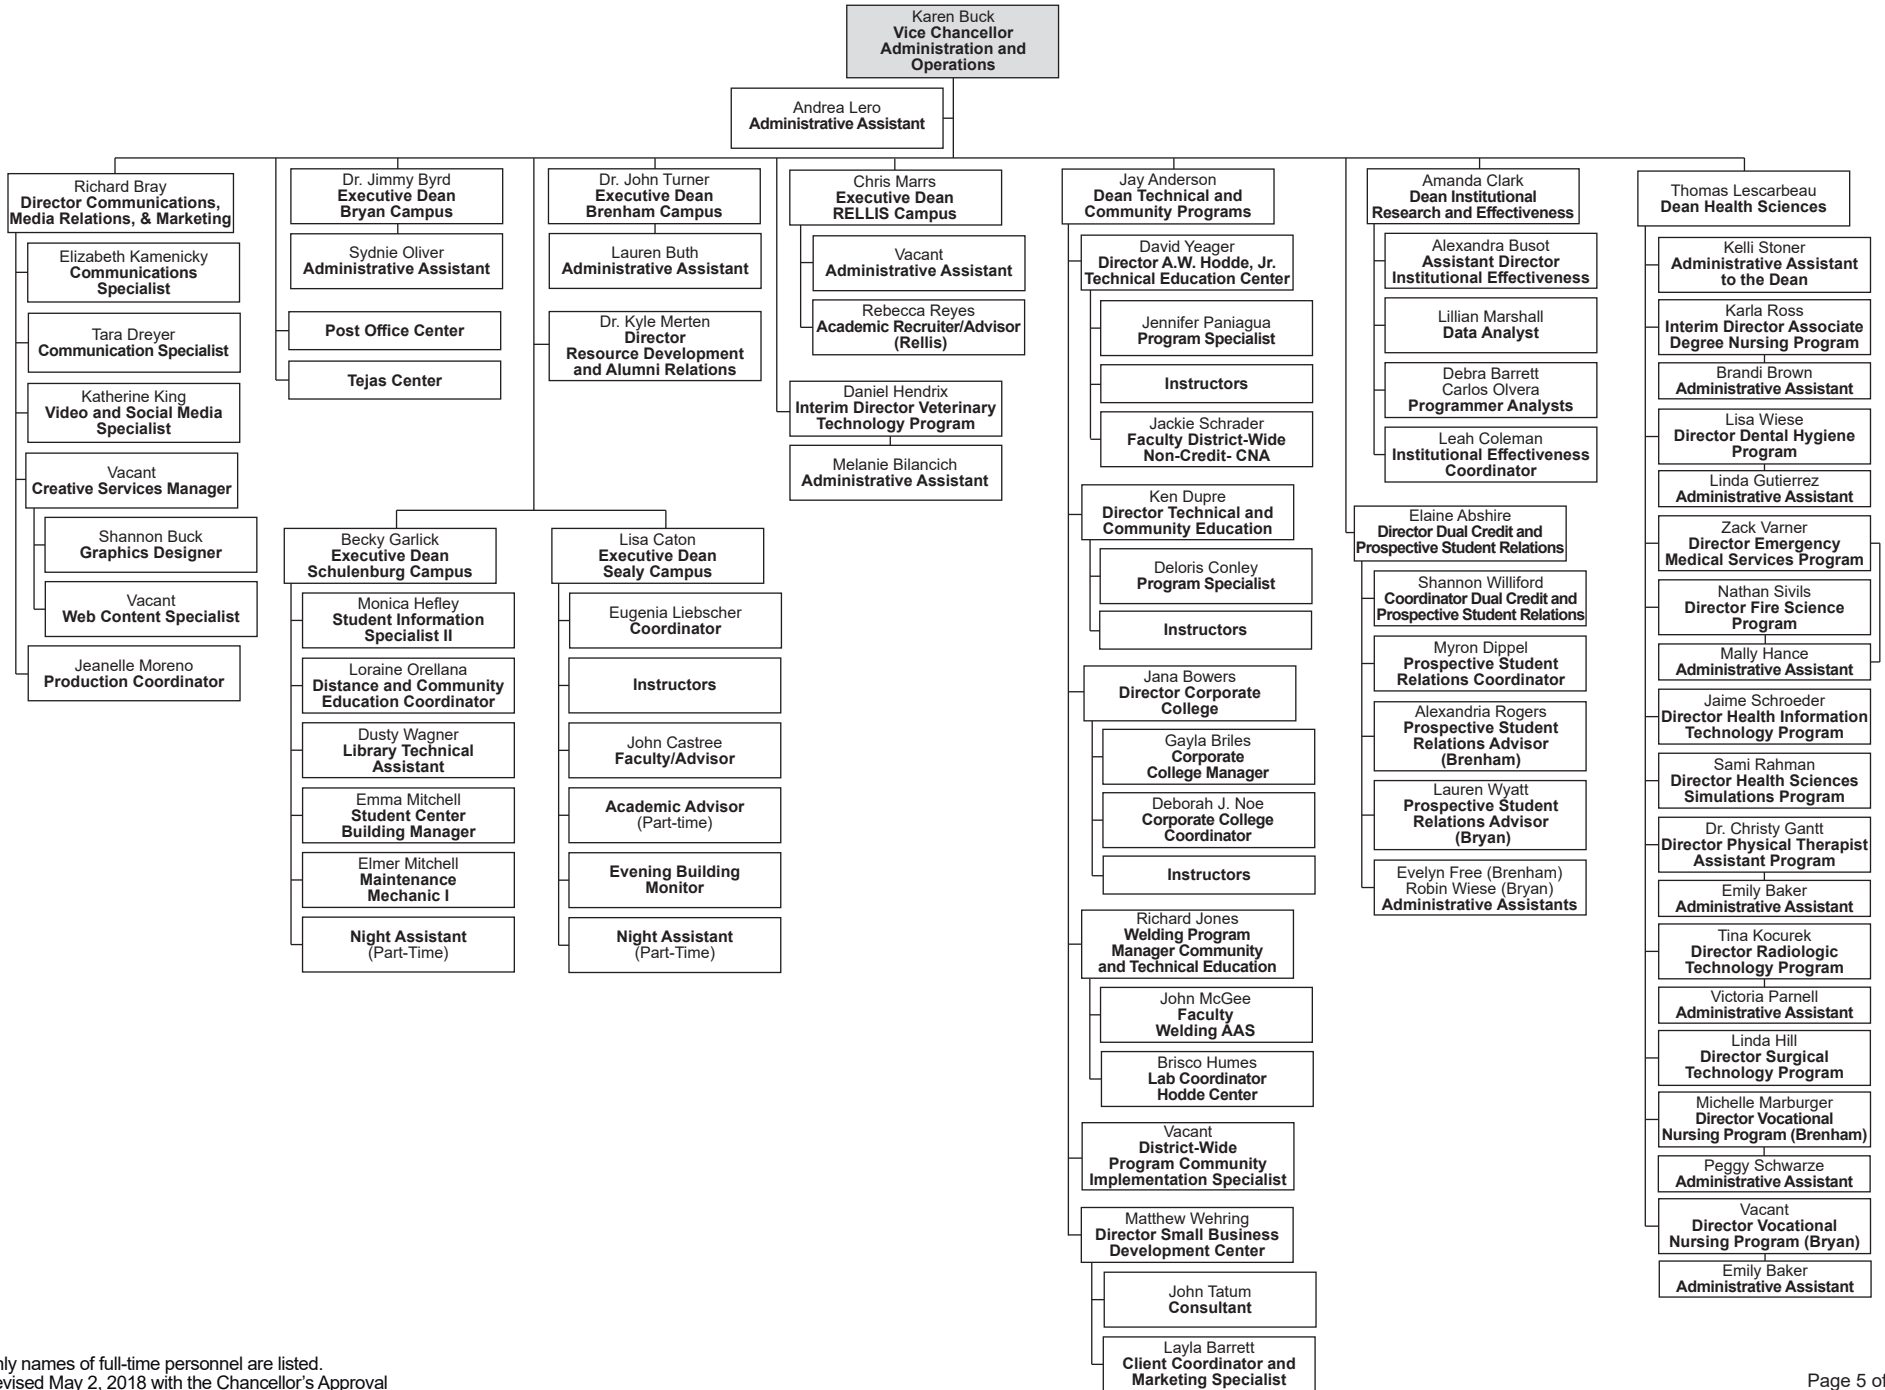 Karen Buck
Vice Chancellor
Administration and
Operations
Andrea Lero
Administrative Assistant
Richard Bray
Director Communications,
Media Relations, & Marketing
Elizabeth Kamenicky
Communications
Specialist
Tara Dreyer
Communication Specialist
Katherine King
Video and Social Media
Specialist
Vacant
Creative Services Manager
Shannon Buck
Graphics Designer
Vacant
Web Content Specialist
Jeanelle Moreno
Production Coordinator
Dr. Jimmy Byrd
Executive Dean
Bryan Campus
Sydnie Oliver
Administrative Assistant
Post Office Center
Tejas Center
Dr. John Turner
Executive Dean
Brenham Campus
Lauren Buth
Administrative Assistant
Dr. Kyle Merten
Director
Resource Development
and Alumni Relations
Becky Garlick
Executive Dean
Schulenburg Campus
Monica Hefley
Student Information
Specialist II
Loraine Orellana
Distance and Community
Education Coordinator
Dusty Wagner
Library Technical
Assistant
Emma Mitchell
Student Center
Building Manager
Elmer Mitchell
Maintenance
Mechanic I
Night Assistant
(Part-Time)
Lisa Caton
Executive Dean
Sealy Campus
Eugenia Liebscher
Coordinator
Instructors
John Castree
Faculty/Advisor
Academic Advisor
(Part-time)
Evening Building
Monitor
Night Assistant
(Part-Time)
Chris Marrs
Executive Dean
RELLIS Campus
Vacant
Administrative Assistant
Rebecca Reyes
Academic Recruiter/Advisor
(Rellis)
Daniel Hendrix
Interim Director Veterinary
Technology Program
Melanie Bilancich
Administrative Assistant
Jay Anderson
Dean Technical and
Community Programs
David Yeager
Director A.W. Hodde, Jr.
Technical Education Center
Jennifer Paniagua
Program Specialist
Instructors
Jackie Schrader
Faculty District-Wide
Non-Credit- CNA
Ken Dupre
Director Technical and
Community Education
Deloris Conley
Program Specialist
Instructors
Jana Bowers
Director Corporate
College
Gayla Briles
Corporate
College Manager
Deborah J. Noe
Corporate College
Coordinator
Instructors
Richard Jones
Welding Program
Manager Community
and Technical Education
John McGee
Faculty
Welding AAS
Brisco Humes
Lab Coordinator
Hodde Center
Vacant
District-Wide
Program Community
Implementation Specialist
Matthew Wehring
Director Small Business
Development Center
John Tatum
Consultant
Layla Barrett
Client Coordinator and
Marketing Specialist
Amanda Clark
Dean Institutional
Research and Effectiveness
Alexandra Busot
Assistant Director
Institutional Effectiveness
Lillian Marshall
Data Analyst
Debra Barrett
Carlos Olvera
Programmer Analysts
Leah Coleman
Institutional Effectiveness
Coordinator
Elaine Abshire
Director Dual Credit and
Prospective Student Relations
Shannon Williford
Coordinator Dual Credit and
Prospective Student Relations
Myron Dippel
Prospective Student
Relations Coordinator
Alexandria Rogers
Prospective Student
Relations Advisor
(Brenham)
Lauren Wyatt
Prospective Student
Relations Advisor
(Bryan)
Evelyn Free (Brenham)
Robin Wiese (Bryan)
Administrative Assistants
Thomas Lescarbeau
Dean Health Sciences
Kelli Stoner
Administrative Assistant
to the Dean
Karla Ross
Interim Director Associate
Degree Nursing Program
Brandi Brown
Administrative Assistant
Lisa Wiese
Director Dental Hygiene
Program
Linda Gutierrez
Administrative Assistant
Zack Varner
Director Emergency
Medical Services Program
Nathan Sivils
Director Fire Science
Program
Mally Hance
Administrative Assistant
Jaime Schroeder
Director Health Information
Technology Program
Sami Rahman
Director Health Sciences
Simulations Program
Dr. Christy Gantt
Director Physical Therapist
Assistant Program
Emily Baker
Administrative Assistant
Tina Kocurek
Director Radiologic
Technology Program
Victoria Parnell
Administrative Assistant
Linda Hill
Director Surgical
Technology Program
Michelle Marburger
Director Vocational
Nursing Program (Brenham)
Peggy Schwarze
Administrative Assistant
Vacant
Director Vocational
Nursing Program (Bryan)
Emily Baker
Administrative Assistant
names of full-time personnel are listed.
May 2, 2018 with the Chancellor's Approval
Page 5 of